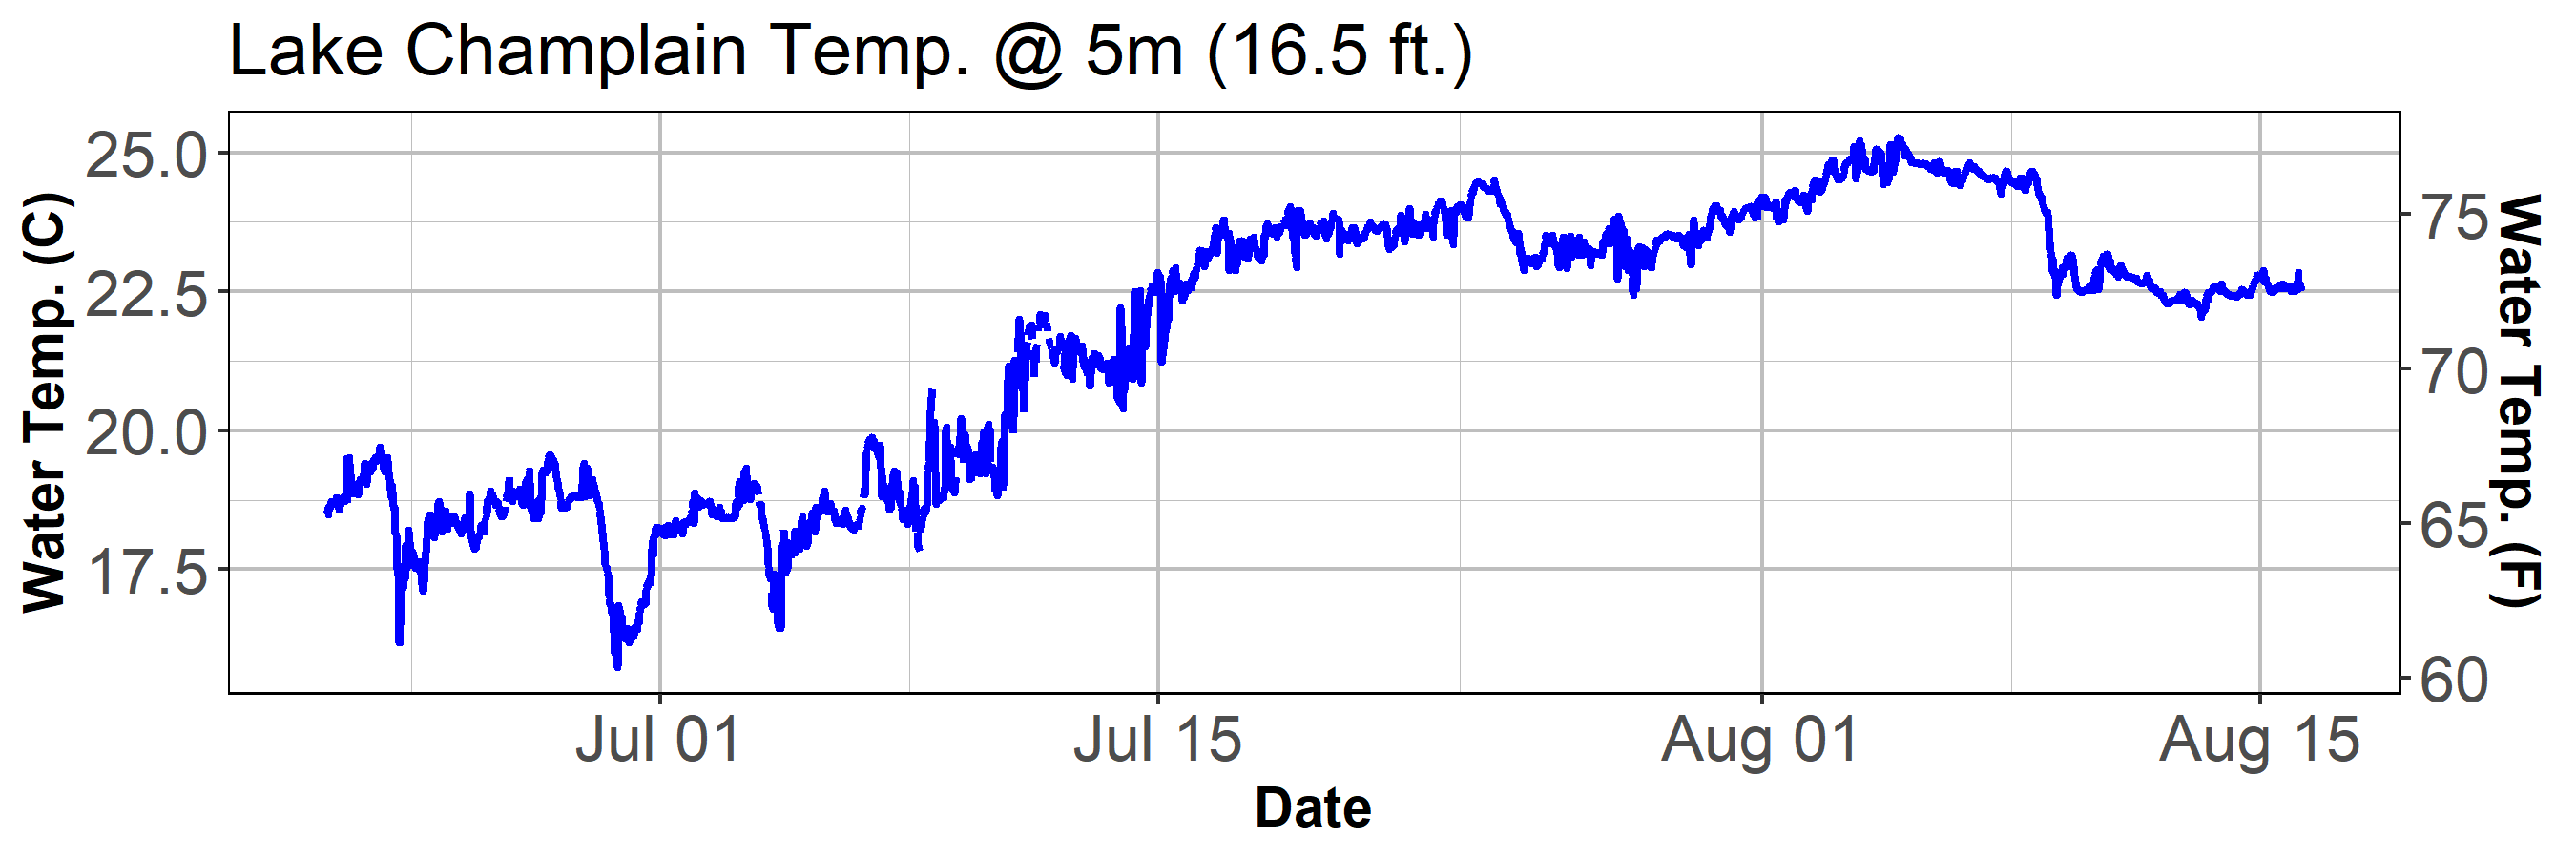 Lake Champlain Temp. @ 5m (16.5 ft.)
Water Temp. (C)
25.0
22.5
20.0
17.5
75
70
65
60
Water Temp. (F)
Jul 01
Jul 15
Aug 01
Aug 15
Date